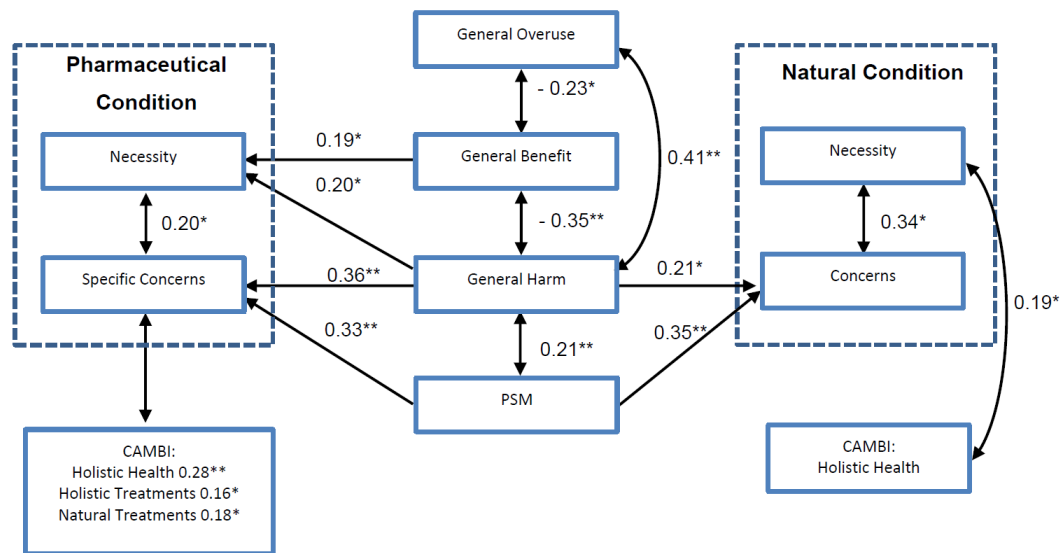 General Overuse
Pharmaceutical
Condition
Natural Condition
- 0.23*
Necessity
0.19*
General Benefit
0.41**
Necessity
0.20*
0.20*
- 0.35**
0.34*
Specific Concerns
0.36**
General Harm
0.21*
Concerns
0.19*
0.33**
0.21**
0.35**
PSM
CAMBI:
Holistic Health 0.28**
Holistic Treatments 0.16*
Natural Treatments 0.18*
CAMBI:
Holistic Health